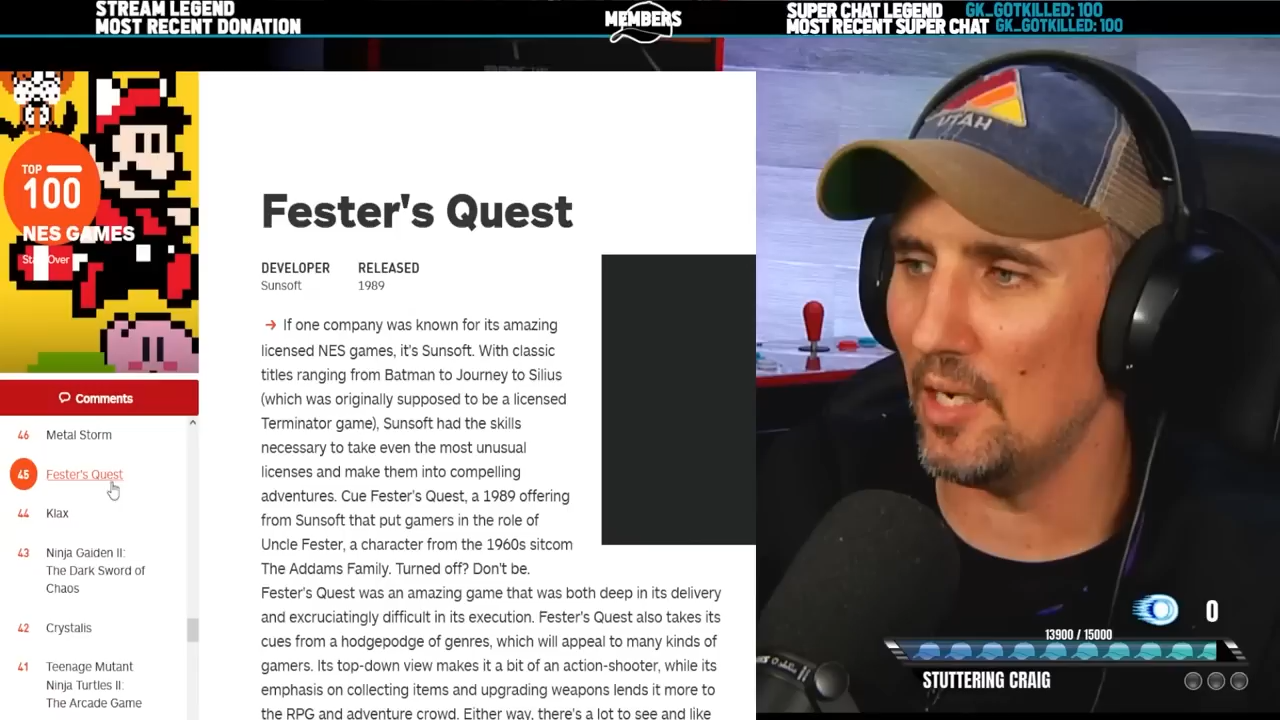 STREAM LEGEND
MOST RECENT DONATION
MEMBERS
SUPER CHAT LEGEND GK_GOTKILLED: 100
MOST RECENT SUPER CHAT GK_GOTKILLED: 100
TOP
100
NES GAMES
Start Over
Comments
46 Metal Storm
45 Fester's Quest
44 Klax
43 Ninja Gaiden II:
The Dark Sword of
Chaos
42 Crystalis
41 Teenage Mutant
Ninja Turtles II:
The Arcade Game
Fester's Quest
DEVELOPER RELEASED
Sunsoft 1989
→ If one company was known for its amazing
licensed NES games, it's Sunsoft. With classic
titles ranging from Batman to Journey to Silius
(which was originally supposed to be a licensed
Terminator game), Sunsoft had the skills
necessary to take even the most unusual
licenses and make them into compelling
adventures. Cue Fester's Quest, a 1989 offering
from Sunsoft that put gamers in the role of
Uncle Fester, a character from the 1960s sitcom
The Addams Family. Turned off? Don't be.
Fester's Quest was an amazing game that was both deep in its delivery
and excruciatingly difficult in its execution. Fester's Quest also takes its
cues from a hodgepodge of genres, which will appeal to many kinds of
gamers. Its top-down view makes it a bit of an action-shooter, while its
emphasis on collecting items and upgrading weapons lends it more to
the RPG and adventure crowd. Either way, there's a lot to see and like
UTAH
0
13900 / 15000
STUTTERING CRAIG